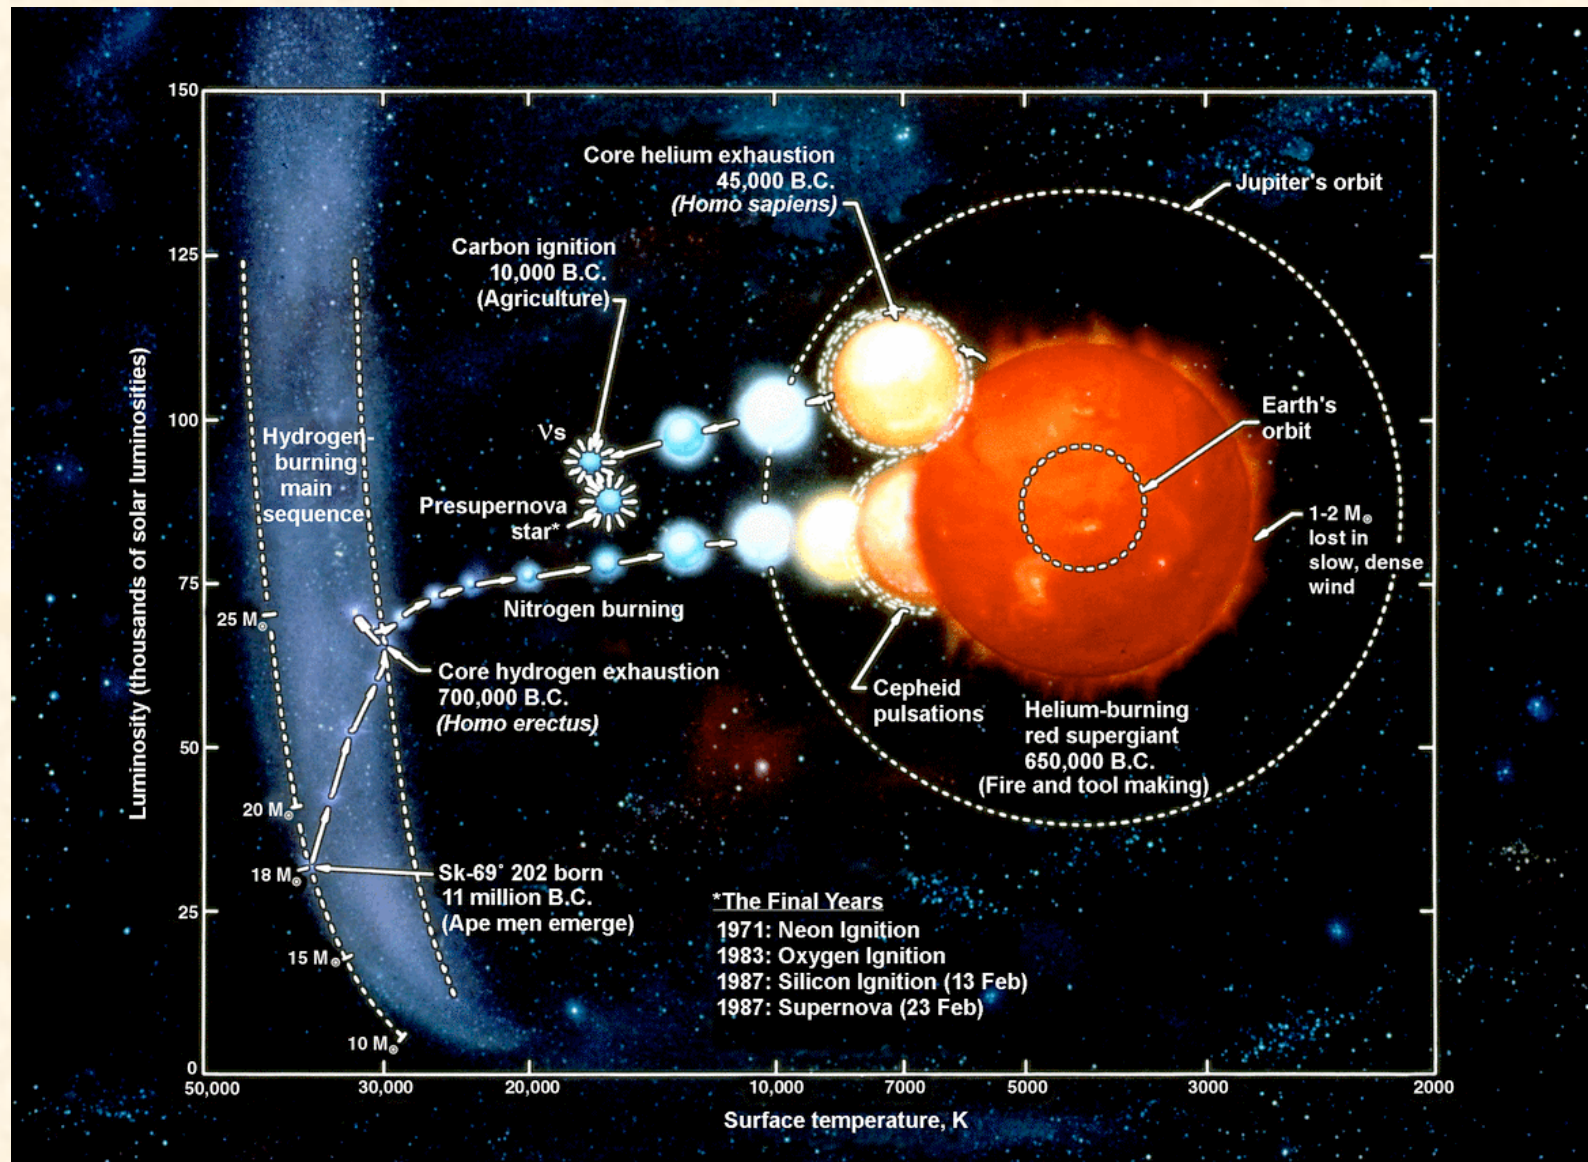 150
125
100
75
50
25
0
Luminosity (thousands of solar luminosities)
50,000
30,000
20,000
10,000
7000
5000
3000
2000
Surface temperature, K
Core helium exhaustion
45,000 B.C.
(Homo sapiens)
Jupiter's orbit
Carbon ignition
10,000 B.C.
(Agriculture)
Earth's
orbit
Hydrogen-
burning
main
sequence
νs
Presupernova
star*
1-2 M⊙
lost in
slow, dense
wind
Nitrogen burning
25 M⊙
Core hydrogen exhaustion
700,000 B.C.
(Homo erectus)
Cepheid
pulsations
Helium-burning
red supergiant
650,000 B.C.
(Fire and tool making)
20 M⊙
18 M⊙
Sk-69° 202 born
11 million B.C.
(Ape men emerge)
15 M⊙
10 M⊙
*The Final Years
1971: Neon Ignition
1983: Oxygen Ignition
1987: Silicon Ignition (13 Feb)
1987: Supernova (23 Feb)